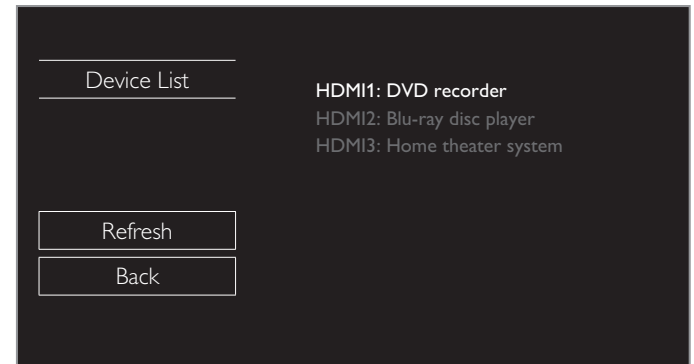 Device List
HDMI1: DVD recorder
HDMI2: Blu-ray disc player
HDMI3: Home theater system
Refresh
Back